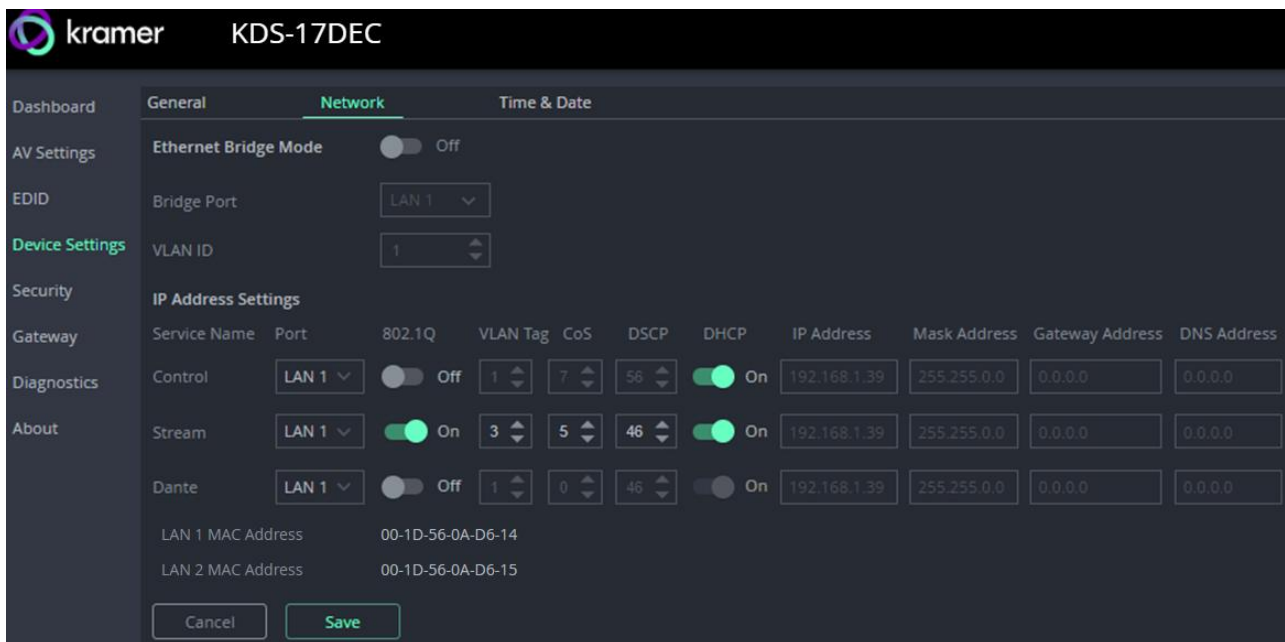 kramer KDS-17DEC
Dashboard
AV Settings
EDID
Device Settings
Security
Gateway
Diagnostics
About
General Network Time & Date
Ethernet Bridge Mode Off
Bridge Port LAN 1
VLAN ID 1
IP Address Settings
Service Name Port 802.1Q VLAN Tag CoS DSCP DHCP IP Address Mask Address Gateway Address DNS Address
Control LAN 1 Off 1 7 56 On 192.168.1.39 255.255.0.0 0.0.0.0 0.0.0.0
Stream LAN 1 On 3 5 46 On 192.168.1.39 255.255.0.0 0.0.0.0 0.0.0.0
Dante LAN 1 Off 1 0 46 On 192.168.1.39 255.255.0.0 0.0.0.0 0.0.0.0
LAN 1 MAC Address 00-1D-56-0A-D6-14
LAN 2 MAC Address 00-1D-56-0A-D6-15
Cancel Save